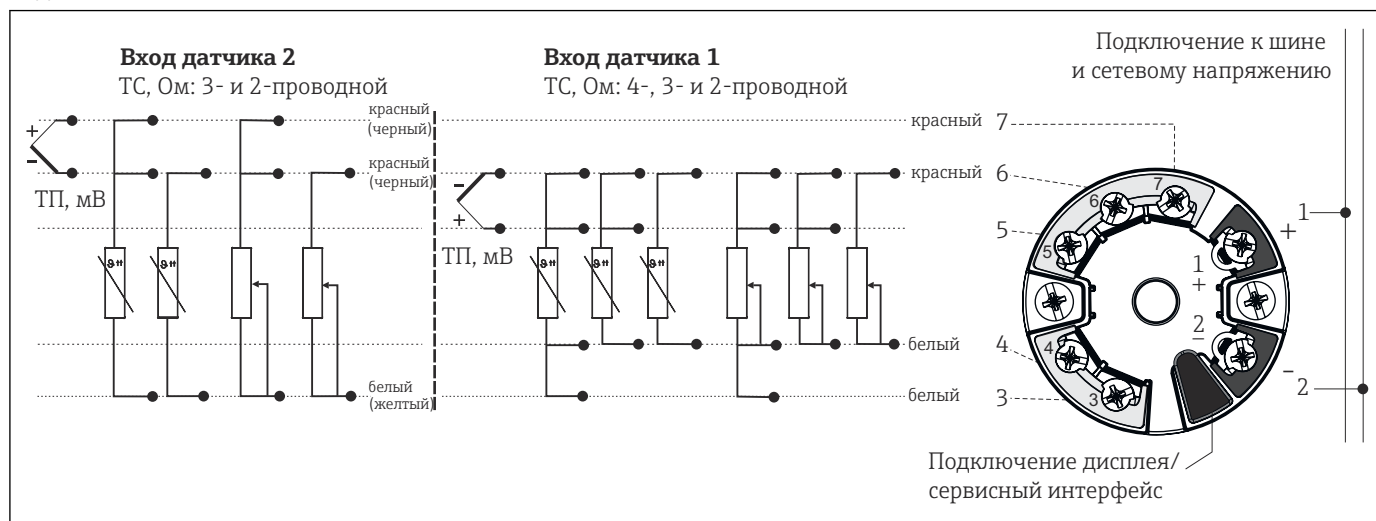 Вход датчика 2
ТС, Ом: 3- и 2-проводной
Вход датчика 1
ТС, Ом: 4-, 3- и 2-проводной
Подключение к шине
и сетевому напряжению
красный
(черный)
красный
(черный)
белый
(желтый)
+
-
ТП, мВ
-
+
ТП, мВ
ϑ
ϑ
ϑ
ϑ
ϑ
красный 7
красный 6
5
белый 4
белый 3
7
6
5
4
3
1
+
2
-
+
1
-
2
Подключение дисплея/
сервисный интерфейс